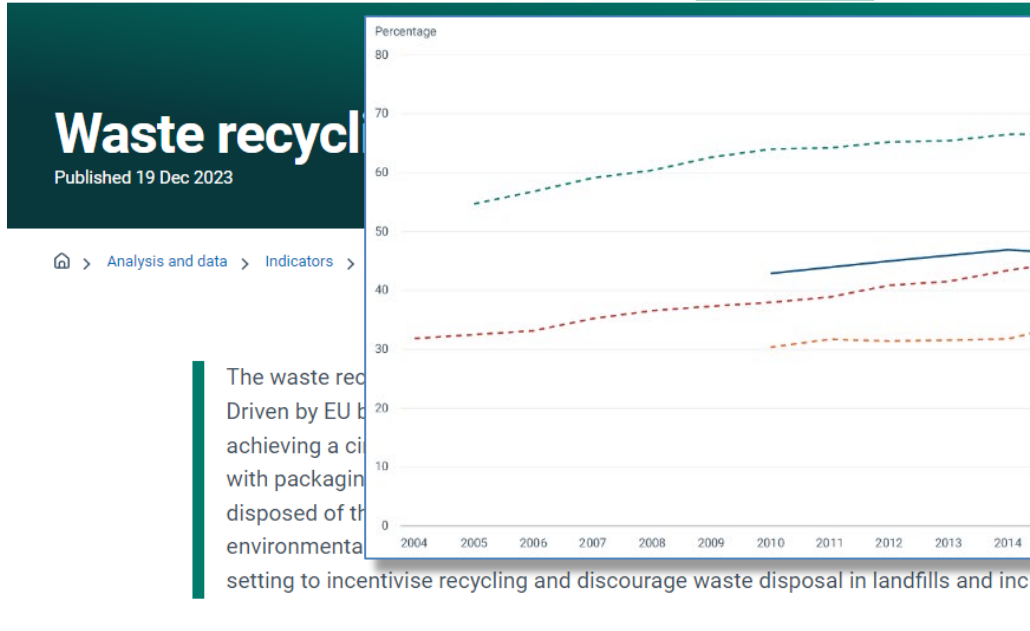 Waste recycli
Published 19 Dec 2023
Analysis and data > Indicators >
The waste rec
Driven by EU b
achieving a ci
with packagin
disposed of th
environmenta
setting to incentivise recycling and discourage waste disposal in landfills and inc
Percentage
80
70
60
50
40
30
20
10
0
2004 2005 2006 2007 2008 2009 2010 2011 2012 2013 2014